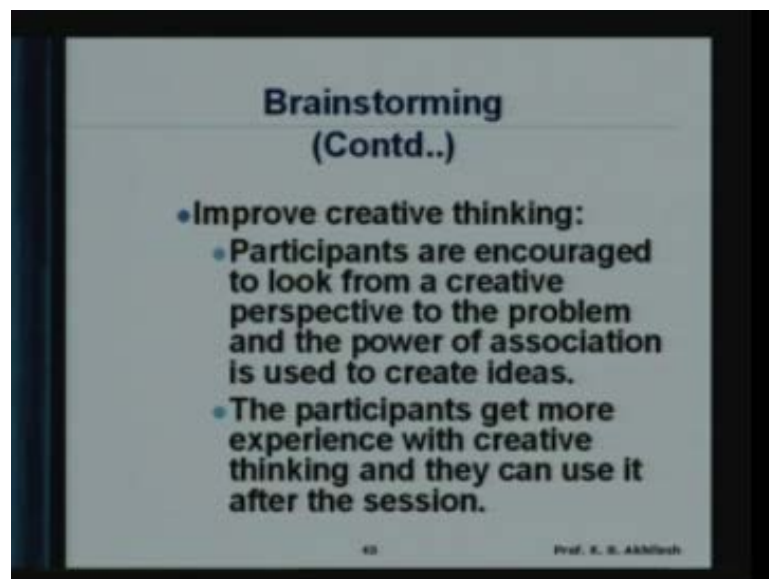 Brainstorming
(Contd..)
•Improve creative thinking:
•Participants are encouraged
to look from a creative
perspective to the problem
and the power of association
is used to create ideas.
•The participants get more
experience with creative
thinking and they can use it
after the session.
Prof. K. B. Akhilesh